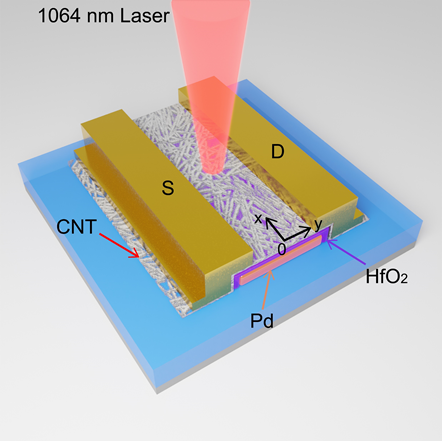 1064 nm Laser
D
S
CNT
x
y
0
HfO₂
Pd